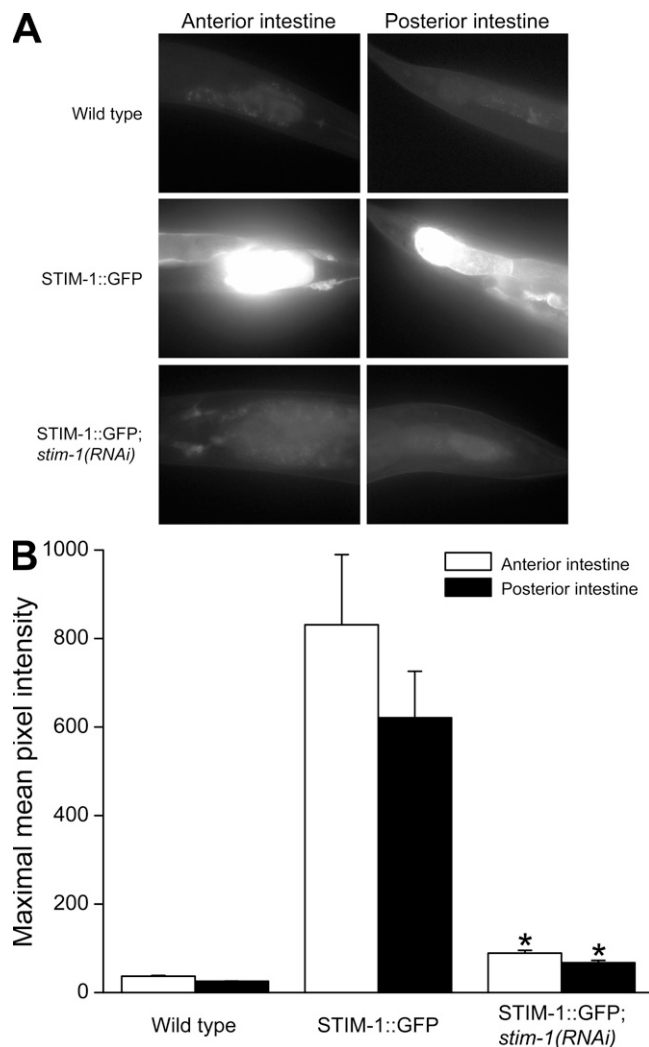 A
Anterior intestine
Posterior intestine
Wild type
STIM-1::GFP
STIM-1::GFP;
stim-1(RNAi)
B
Maximal mean pixel intensity
1000
800
600
400
200
0
Anterior intestine
Posterior intestine
*
*
Wild type
STIM-1::GFP
STIM-1::GFP;
stim-1(RNAi)